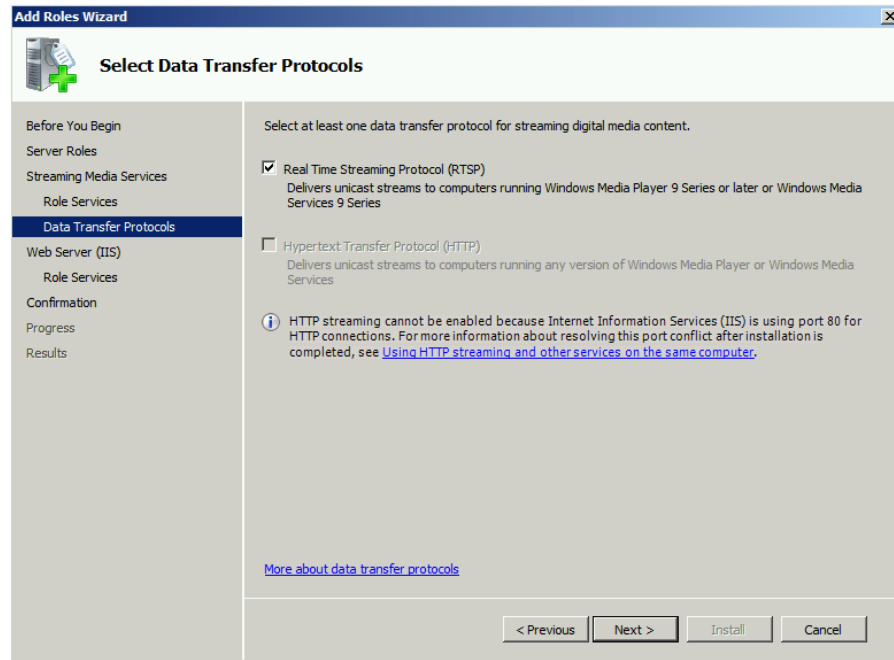 Add Roles Wizard
Select Data Transfer Protocols
Before You Begin
Server Roles
Streaming Media Services
Role Services
Data Transfer Protocols
Web Server (IIS)
Role Services
Confirmation
Progress
Results
Select at least one data transfer protocol for streaming digital media content.
Real Time Streaming Protocol (RTSP)
Delivers unicast streams to computers running Windows Media Player 9 Series or later or Windows Media
Services 9 Series
Hypertext Transfer Protocol (HTTP)
Delivers unicast streams to computers running any version of Windows Media Player or Windows Media
Services
HTTP streaming cannot be enabled because Internet Information Services (IIS) is using port 80 for
HTTP connections. For more information about resolving this port conflict after installation is
completed, see Using HTTP streaming and other services on the same computer.
More about data transfer protocols
< Previous
Next >
Install
Cancel